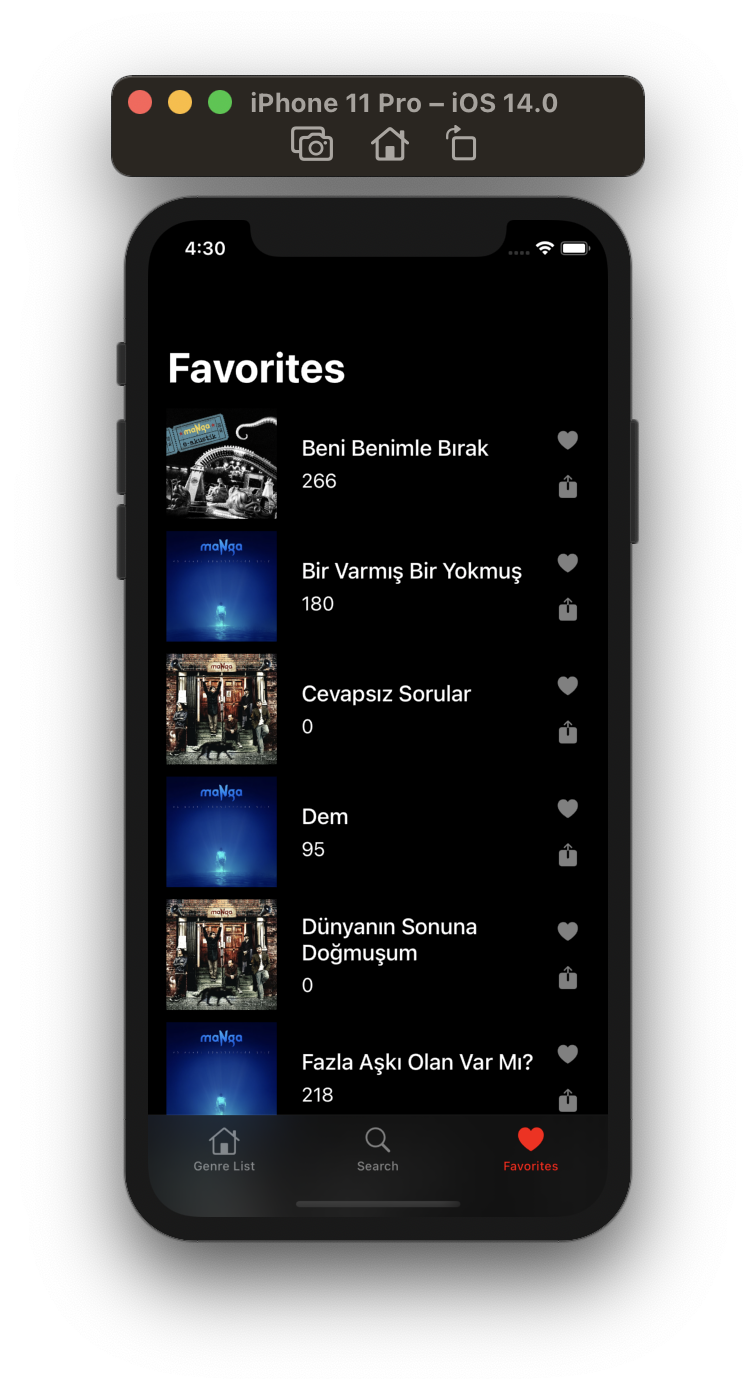 iPhone 11 Pro – iOS 14.0
4:30
Favorites
maNga
e-akustik
Beni Benimle Bırak
266
maNga
Bir Varmış Bir Yokmuş
180
maNga
Cevapsız Sorular
0
maNga
Dem
95
maNga
Dünyanın Sonuna
Doğmuşum
0
maNga
Fazla Aşkı Olan Var Mı?
218
Genre List
Search
Favorites